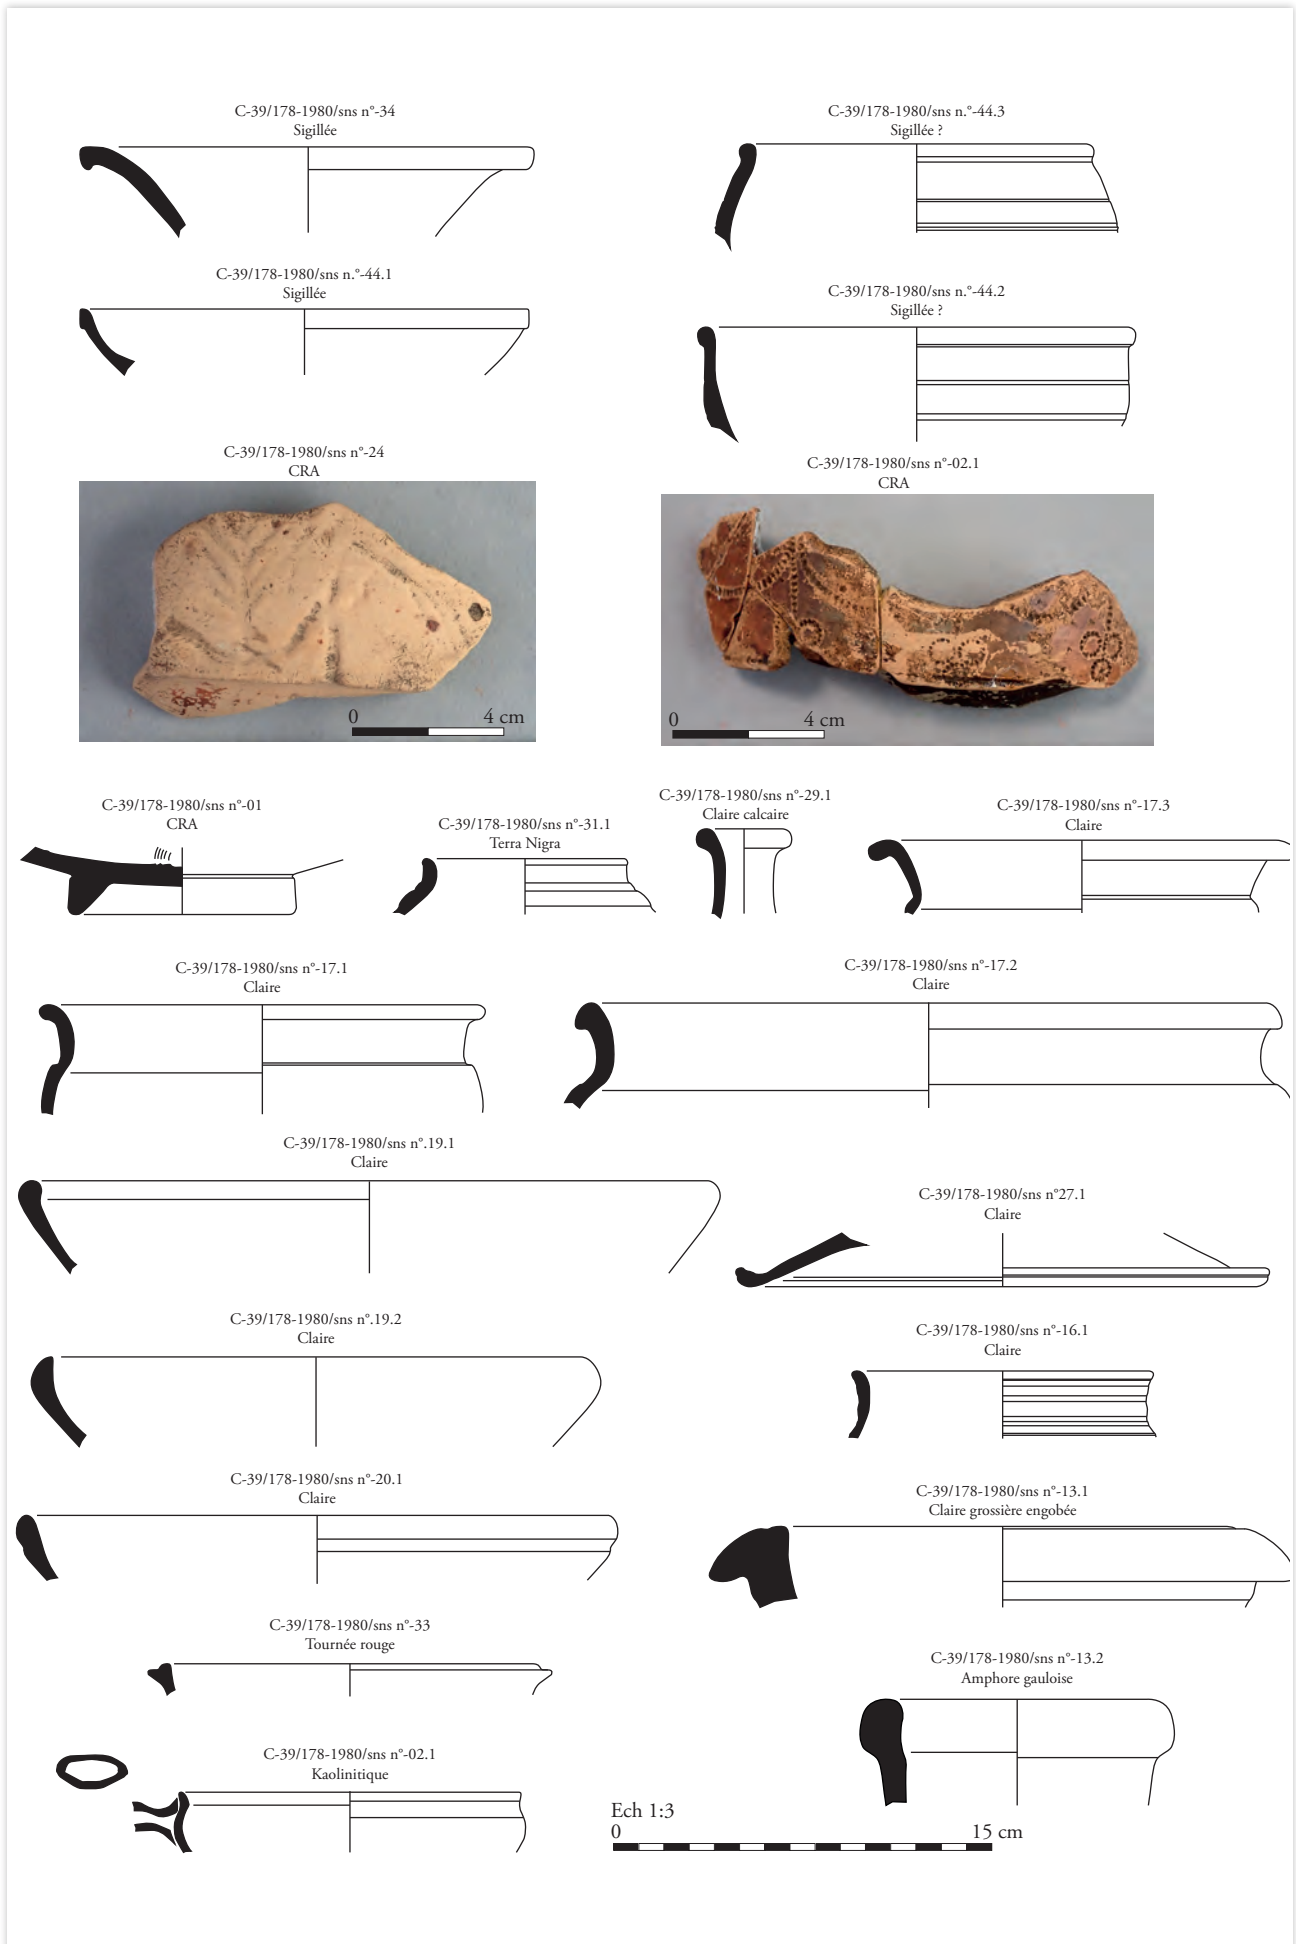 C-39/178-1980/sns n°-34
Sigillée
C-39/178-1980/sns n.°-44.3
Sigillée ?
C-39/178-1980/sns n.°-44.1
Sigillée
C-39/178-1980/sns n.°-44.2
Sigillée ?
C-39/178-1980/sns n°-24
CRA
C-39/178-1980/sns n°-02.1
CRA
0 4 cm
0 4 cm
C-39/178-1980/sns n°-01
CRA
C-39/178-1980/sns n°-31.1
Terra Nigra
C-39/178-1980/sns n°-29.1
Claire calcaire
C-39/178-1980/sns n°-17.3
Claire
C-39/178-1980/sns n°-17.1
Claire
C-39/178-1980/sns n°-17.2
Claire
C-39/178-1980/sns n°.19.1
Claire
C-39/178-1980/sns n°27.1
Claire
C-39/178-1980/sns n°.19.2
Claire
C-39/178-1980/sns n°-16.1
Claire
C-39/178-1980/sns n°-20.1
Claire
C-39/178-1980/sns n°-13.1
Claire grossière engobée
C-39/178-1980/sns n°-33
Tournée rouge
C-39/178-1980/sns n°-13.2
Amphore gauloise
C-39/178-1980/sns n°-02.1
Kaolinitique
Ech 1:3
0 15 cm